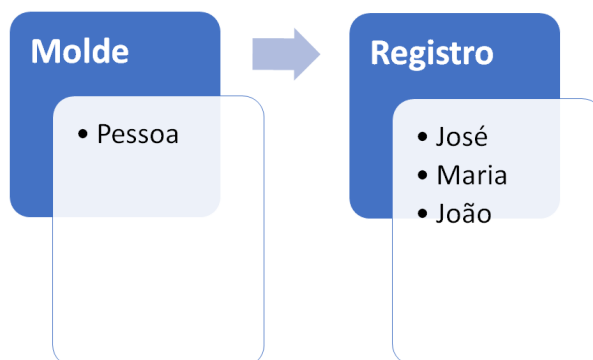 Molde
• Pessoa
Registro
• José
• Maria
• João